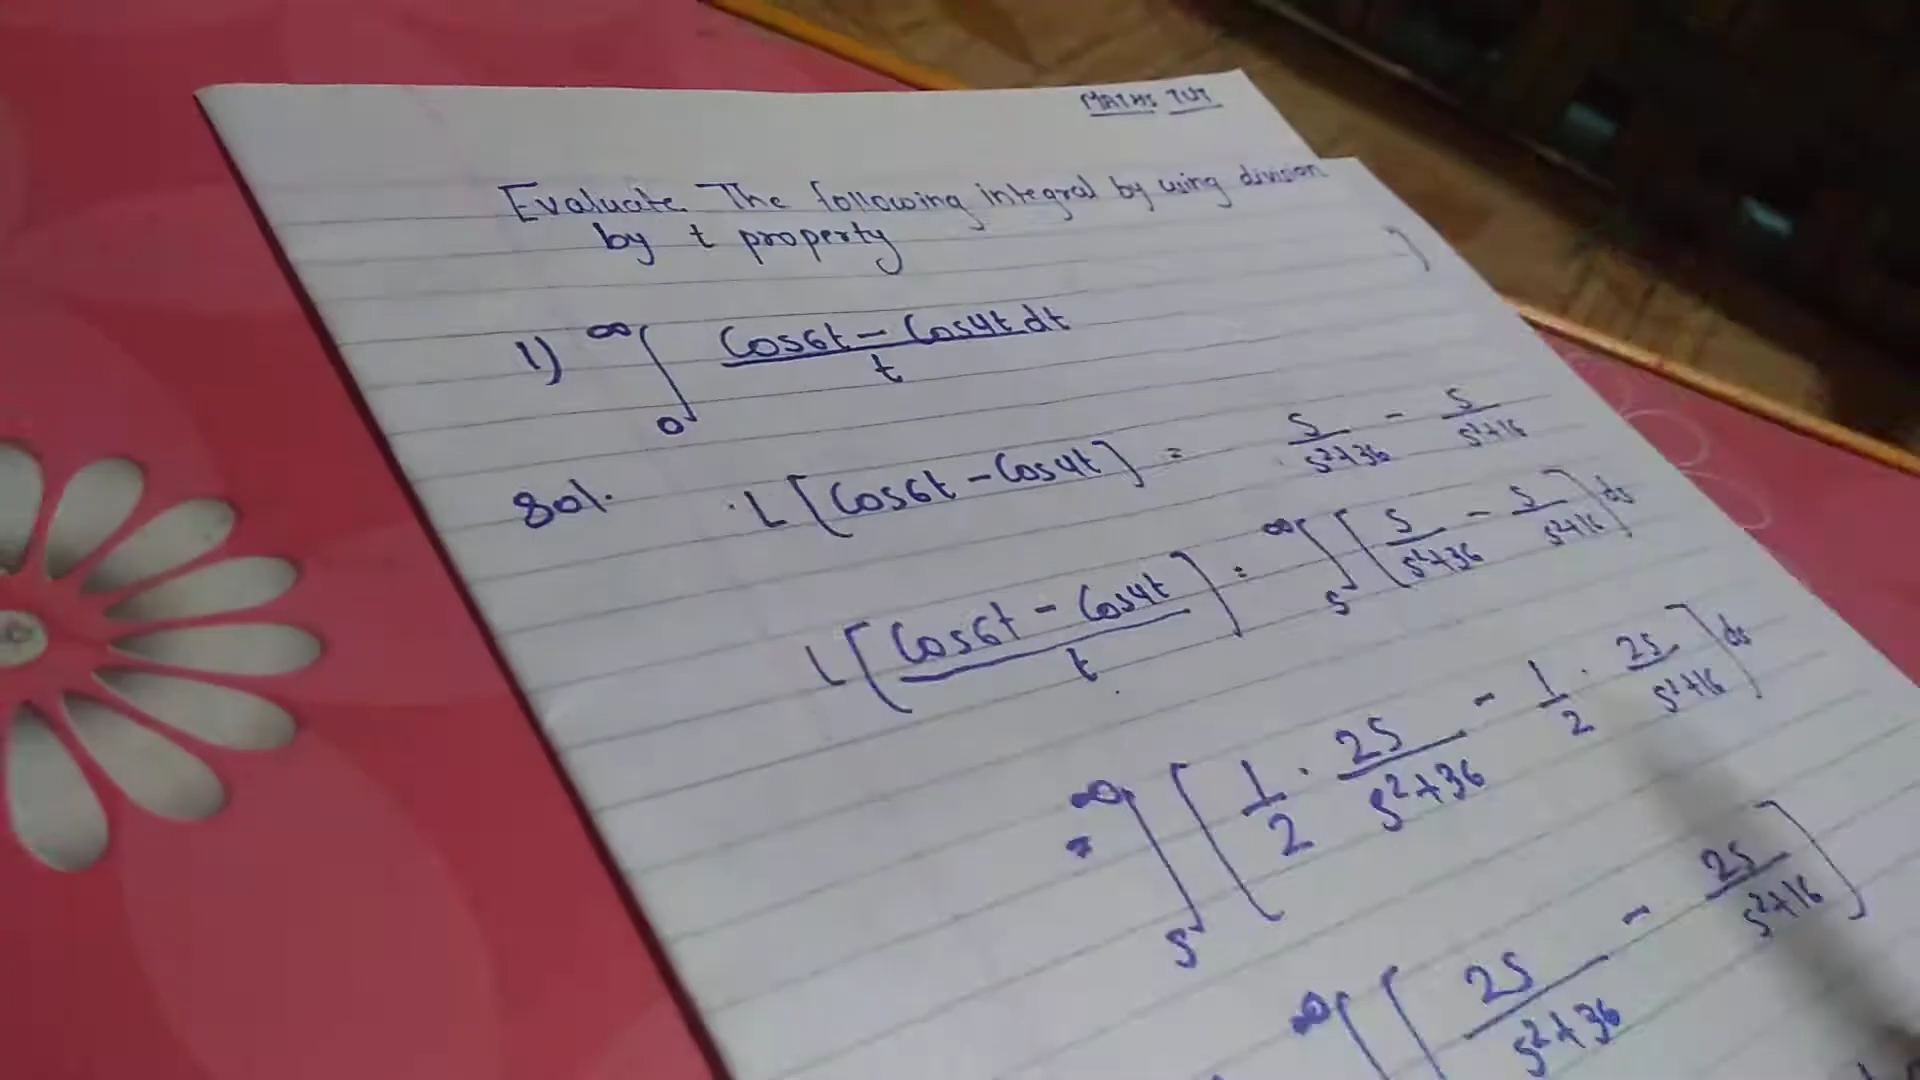 MATHS TUT
Evaluate The following integral by using division
by t property
1) ∞∫0 Cos6t - Cos4t dt / t
Sol. L[Cos6t - Cos4t] = s/s²+36 - s/s²+16
L[Cos6t - Cos4t / t] = ∞∫s [s/s²+36 - s/s²+16] ds
= ∞∫s [1/2 · 2s/s²+36 - 1/2 · 2s/s²+16] ds
∞∫ [2s/s²+36 - 2s/s²+16]